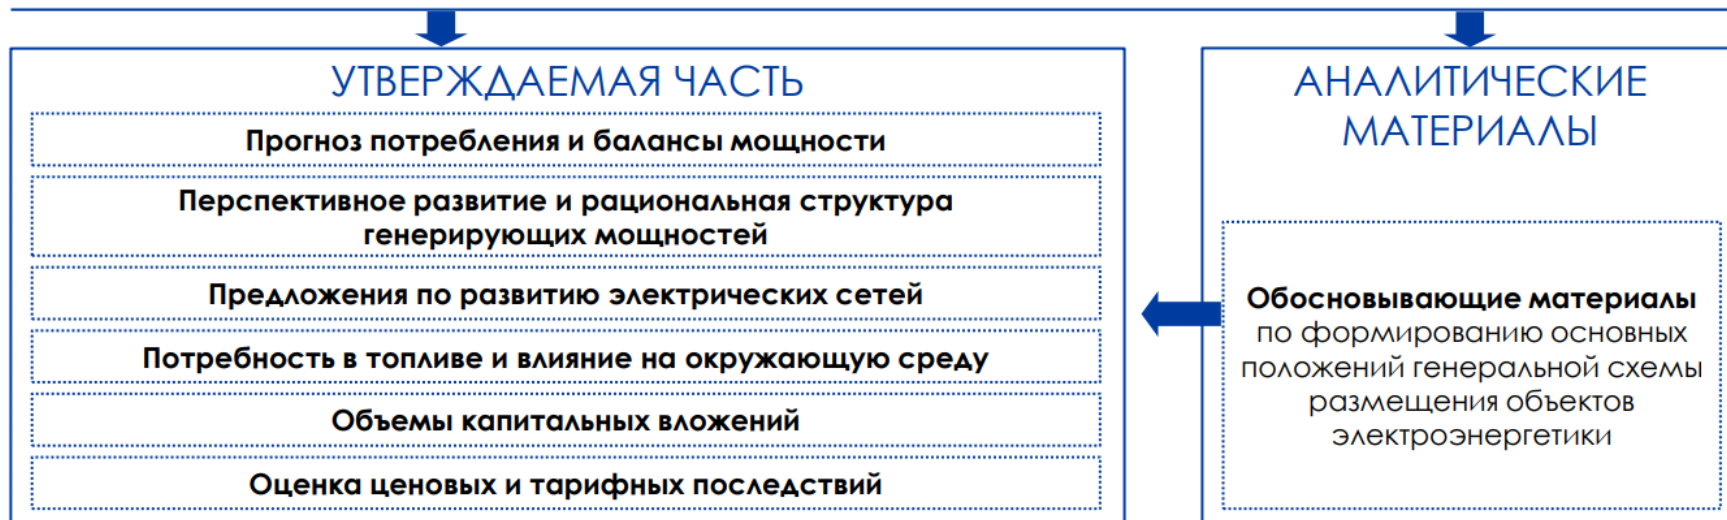 УТВЕРЖДАЕМАЯ ЧАСТЬ
Прогноз потребления и балансы мощности
Перспективное развитие и рациональная структура
генерирующих мощностей
Предложения по развитию электрических сетей
Потребность в топливе и влияние на окружающую среду
Объемы капитальных вложений
Оценка ценовых и тарифных последствий
АНАЛИТИЧЕСКИЕ
МАТЕРИАЛЫ
Обосновывающие материалы
по формированию основных
положений генеральной схемы
размещения объектов
электроэнергетики